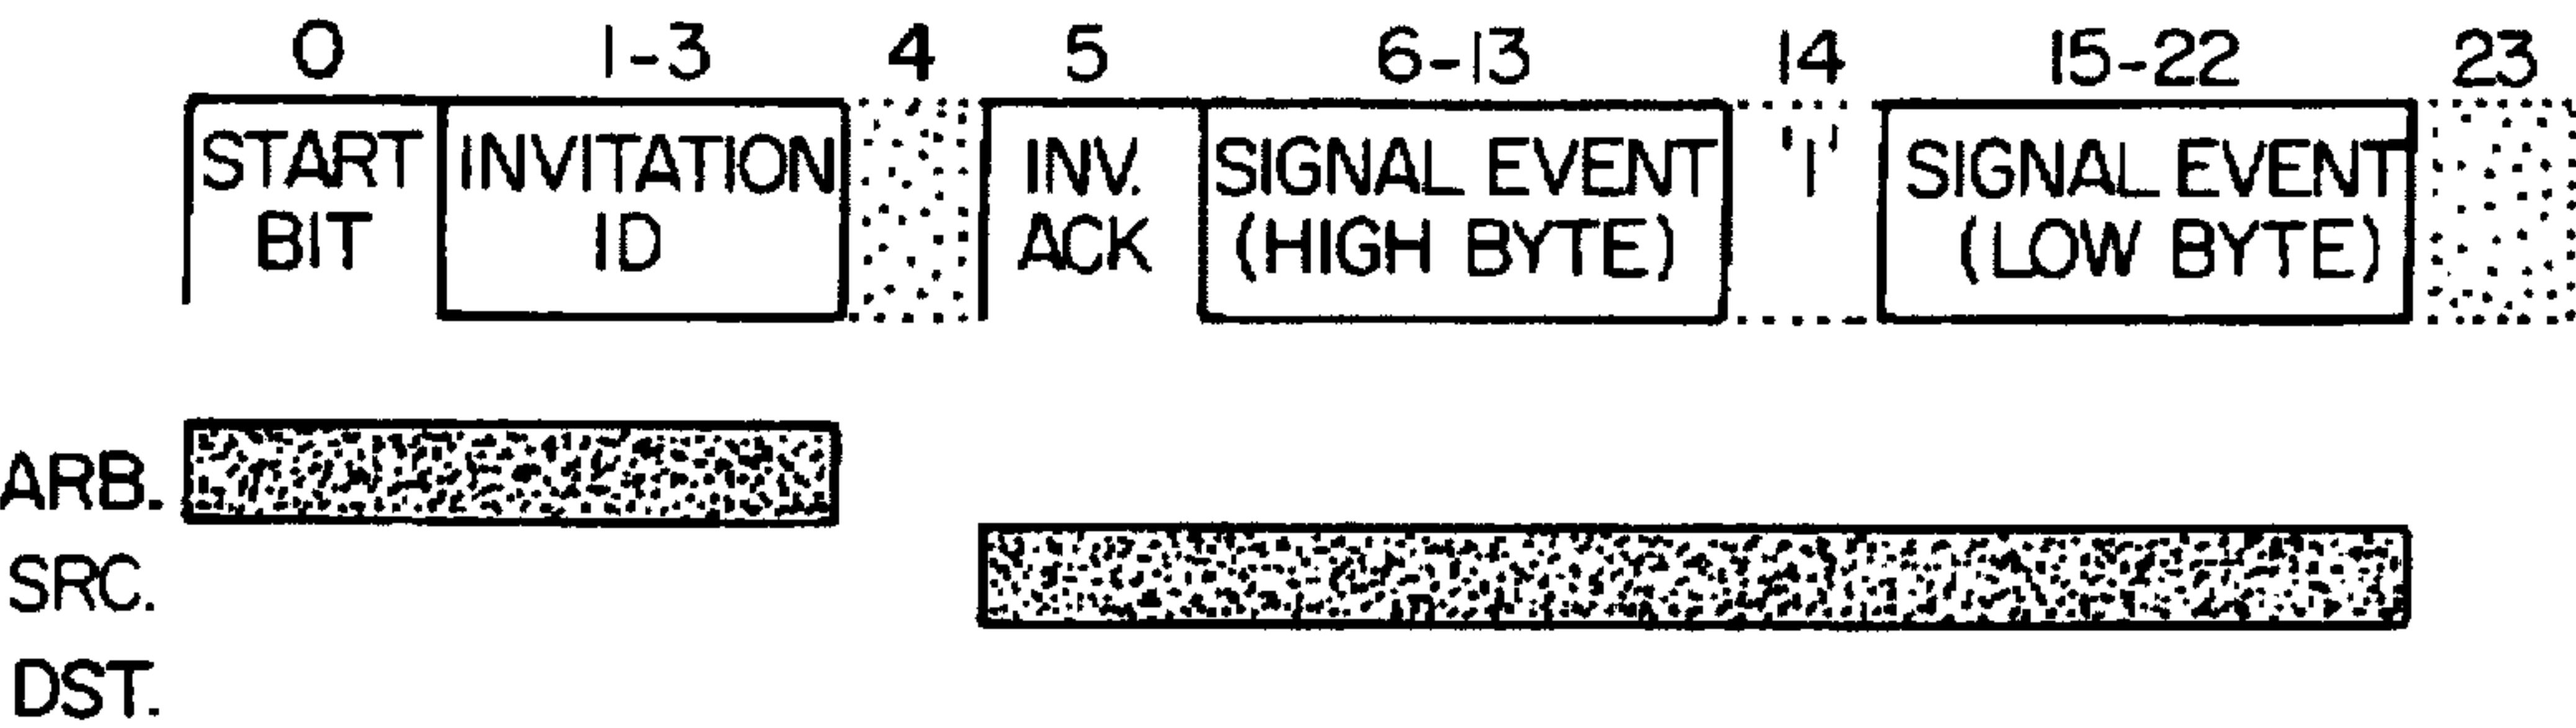 0 1-3 4 5 6-13 14 15-22 23
START INVITATION INV. SIGNAL EVENT '1' SIGNAL EVENT
BIT ID ACK (HIGH BYTE) (LOW BYTE)
ARB.
SRC.
DST.